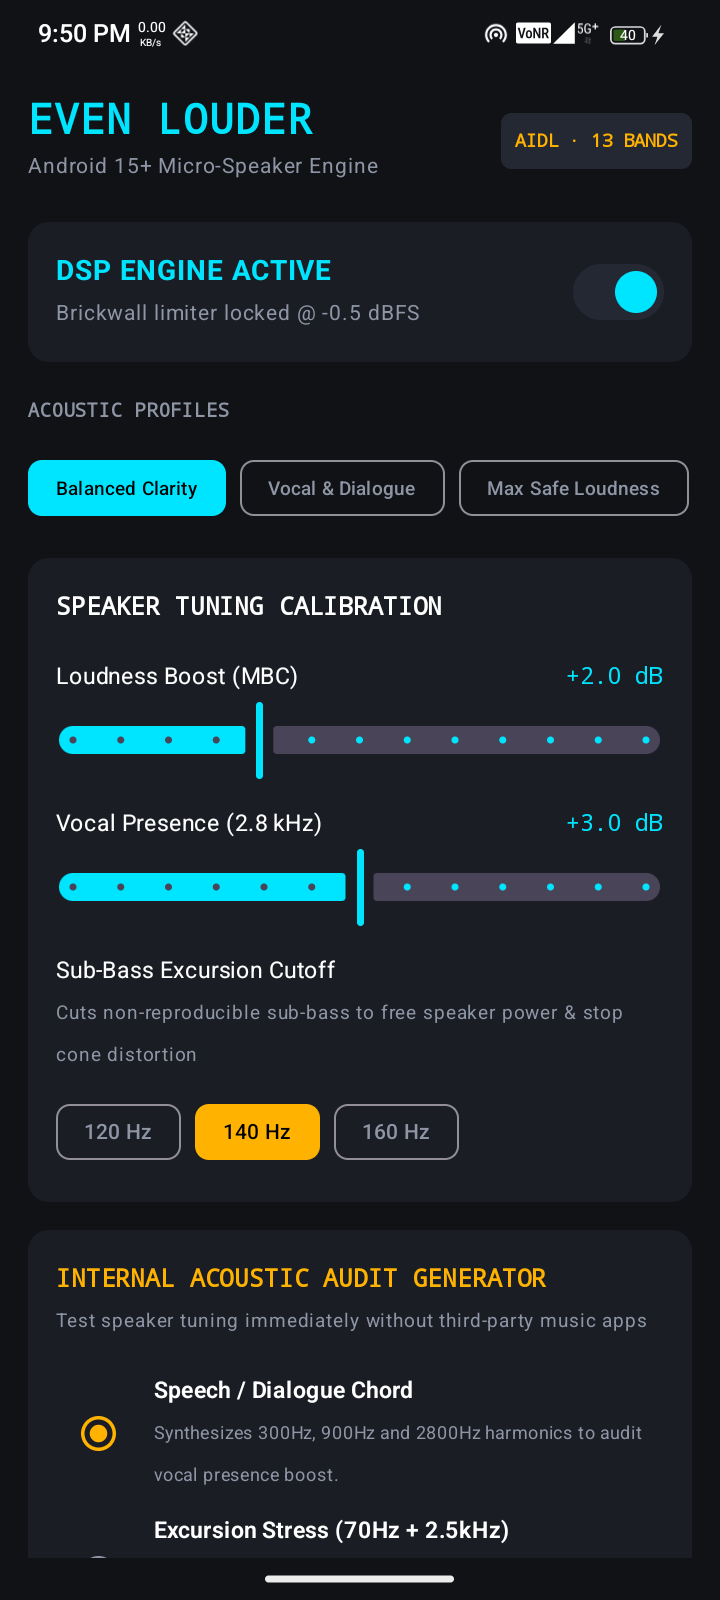 9:50 PM 0.00 KB/s VoNR 5G+ 40
EVEN LOUDER
Android 15+ Micro-Speaker Engine
AIDL · 13 BANDS
DSP ENGINE ACTIVE
Brickwall limiter locked @ -0.5 dBFS
ACOUSTIC PROFILES
Balanced Clarity Vocal & Dialogue Max Safe Loudness
SPEAKER TUNING CALIBRATION
Loudness Boost (MBC) +2.0 dB
Vocal Presence (2.8 kHz) +3.0 dB
Sub-Bass Excursion Cutoff
Cuts non-reproducible sub-bass to free speaker power & stop
cone distortion
120 Hz 140 Hz 160 Hz
INTERNAL ACOUSTIC AUDIT GENERATOR
Test speaker tuning immediately without third-party music apps
Speech / Dialogue Chord
Synthesizes 300Hz, 900Hz and 2800Hz harmonics to audit
vocal presence boost.
Excursion Stress (70Hz + 2.5kHz)